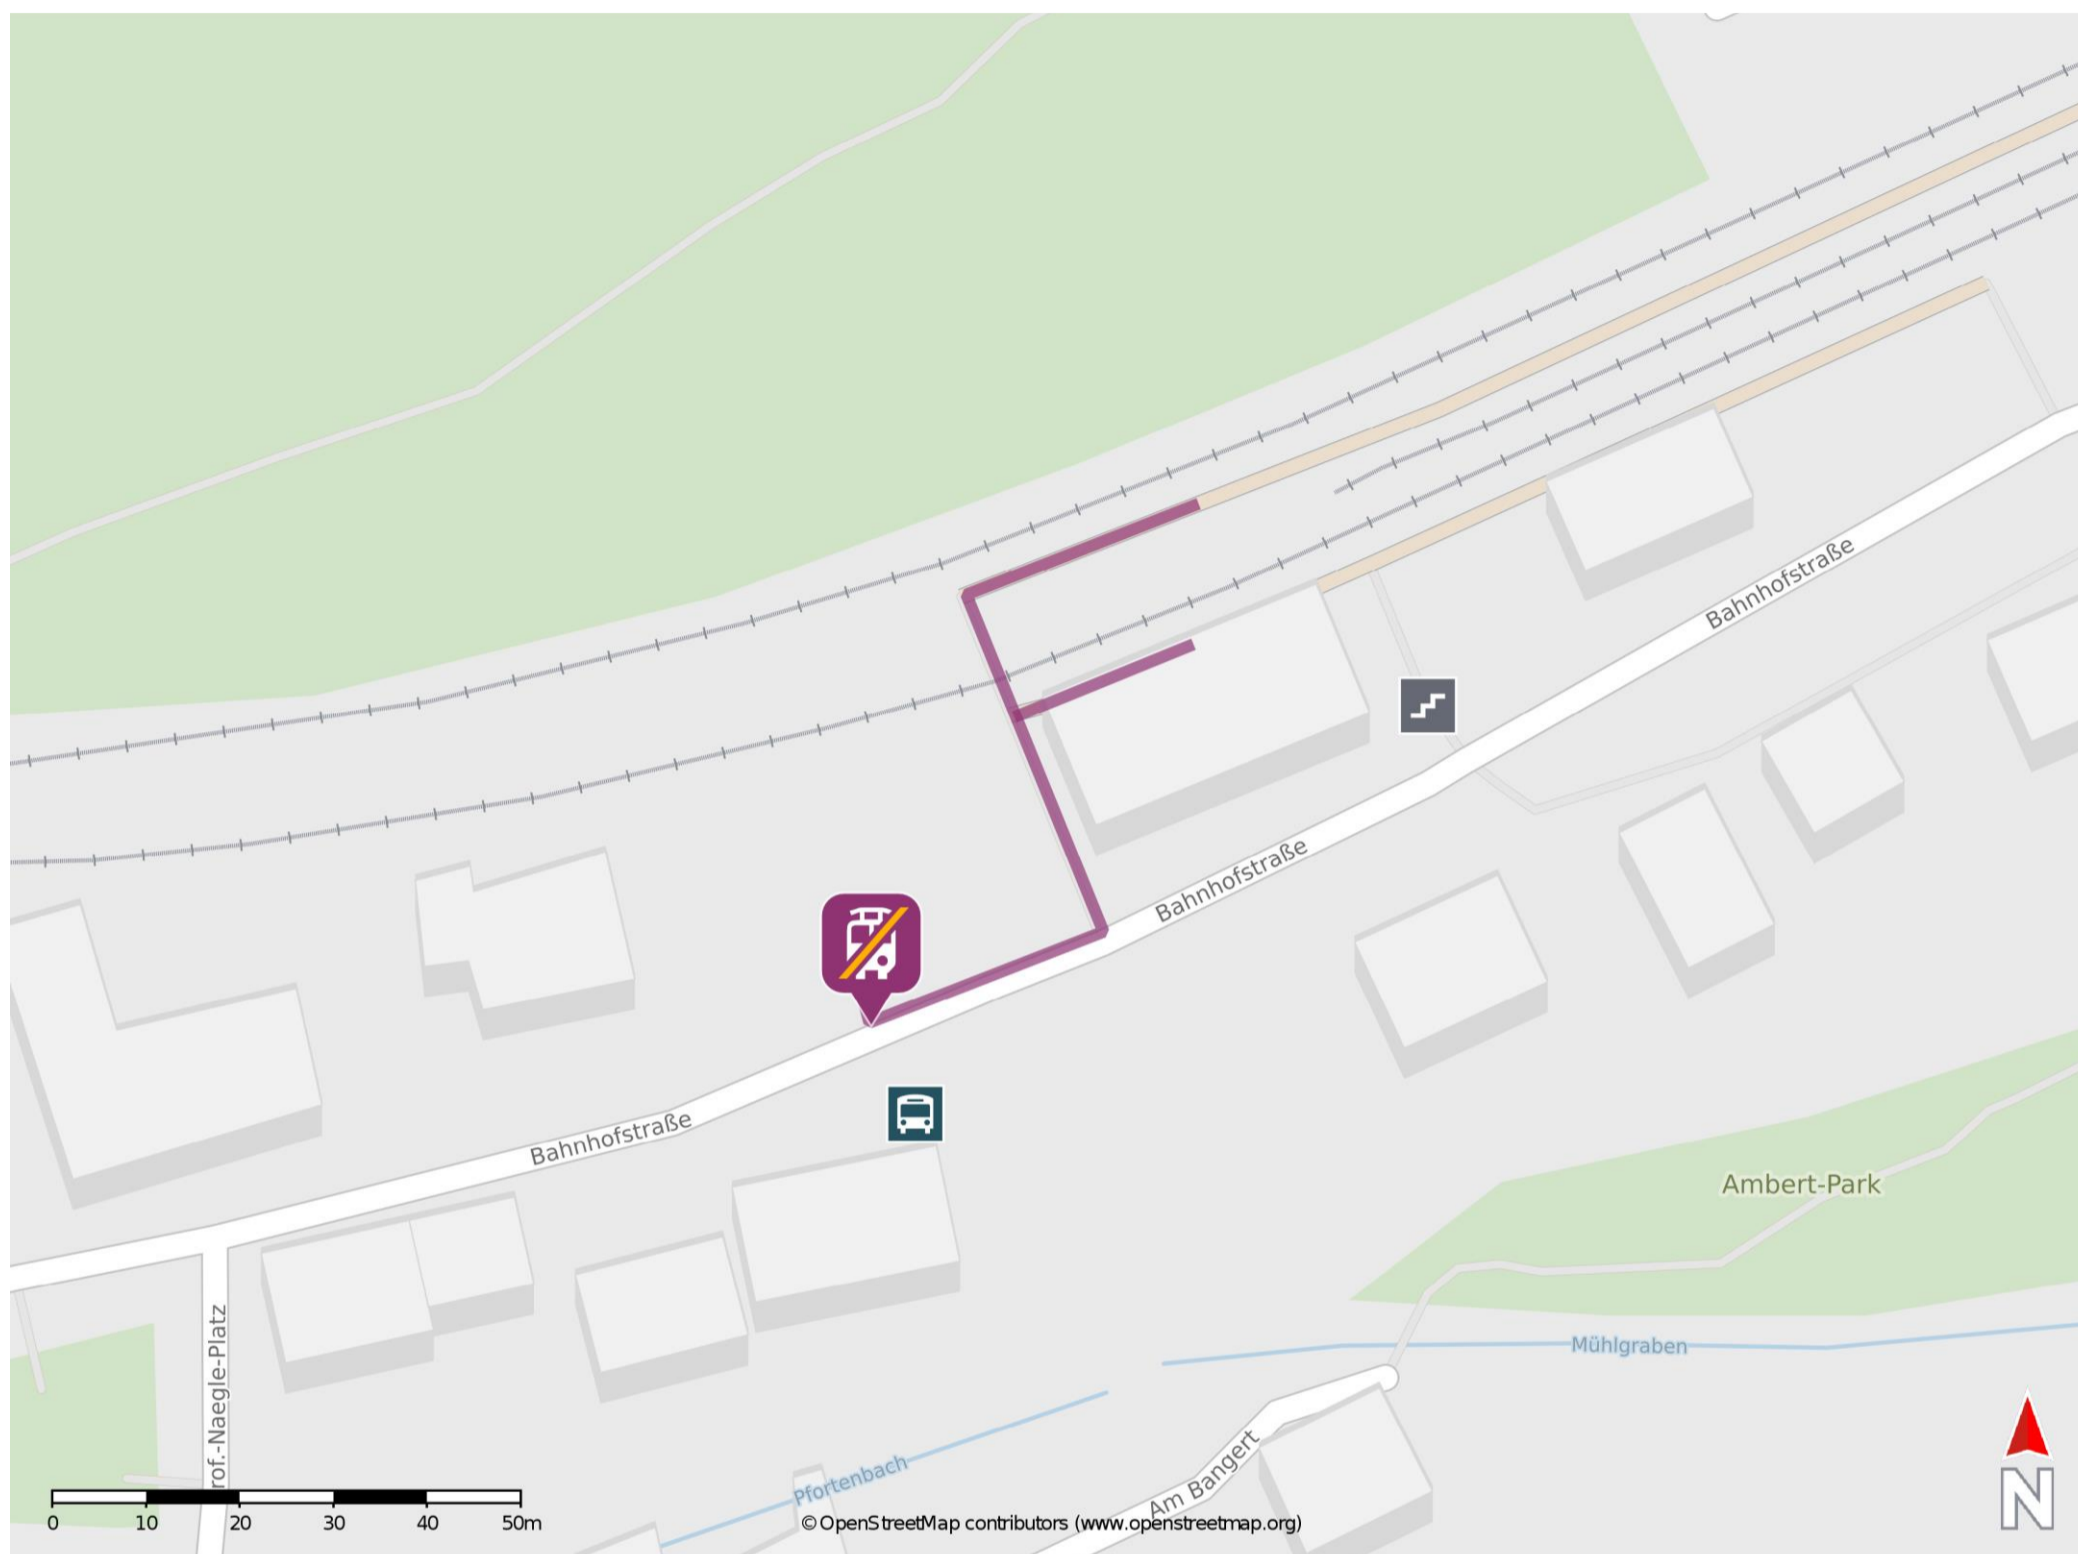 Bahnhofstraße
Bahnhofstraße
Bahnhofstraße
Ambert-Park
rof.-Naegle-Platz
Mühlgraben
Pfortenbach
Am Bangert
0 10 20 30 40 50m
© OpenStreetMap contributors (www.openstreetmap.org)
N